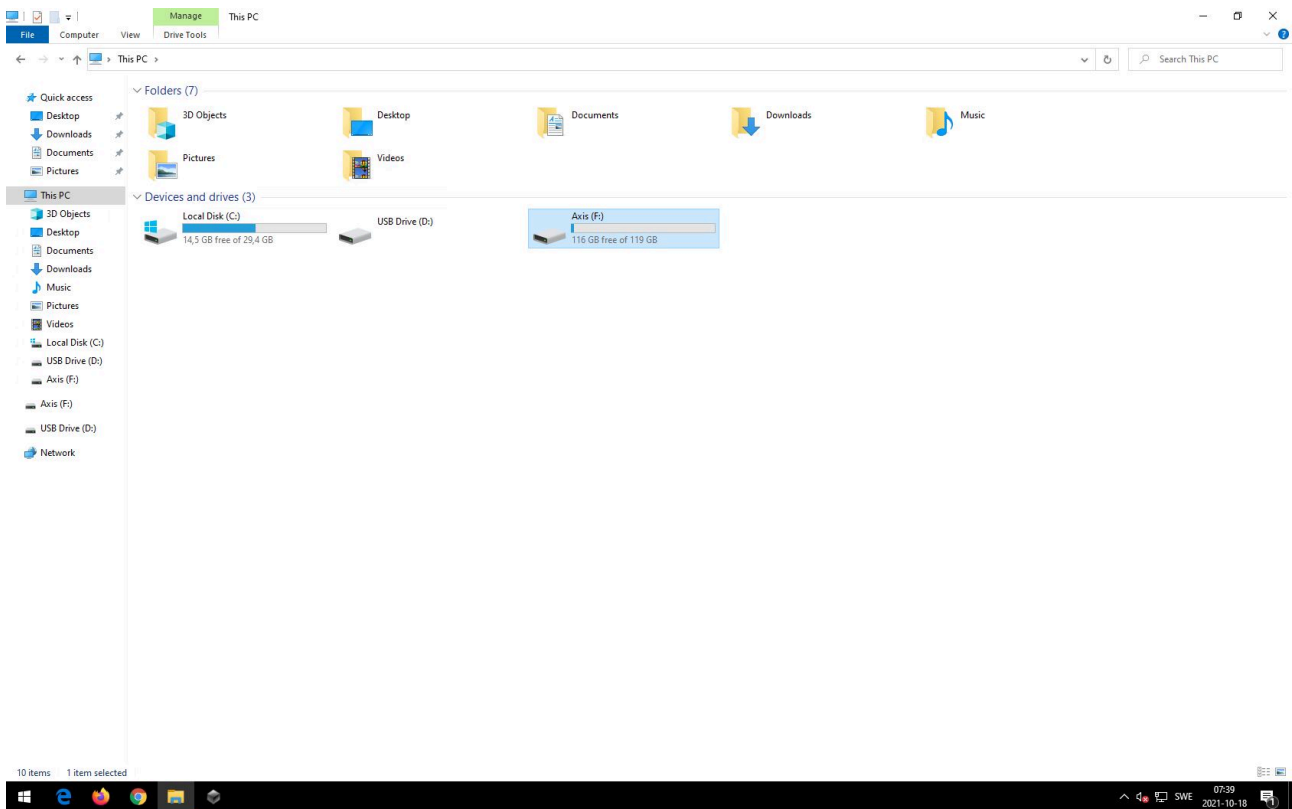 Manage This PC
File Computer View Drive Tools
This PC
Search This PC
Quick access
Desktop
Downloads
Documents
Pictures
This PC
3D Objects
Desktop
Documents
Downloads
Music
Pictures
Videos
Local Disk (C:)
USB Drive (D:)
Axis (F:)
Axis (F:)
USB Drive (D:)
Network
Folders (7)
3D Objects Desktop Documents Downloads Music
Pictures Videos
Devices and drives (3)
Local Disk (C:)
14,5 GB free of 29,4 GB
USB Drive (D:)
Axis (F:)
116 GB free of 119 GB
10 items 1 item selected
SWE
07:39
2021-10-18
1